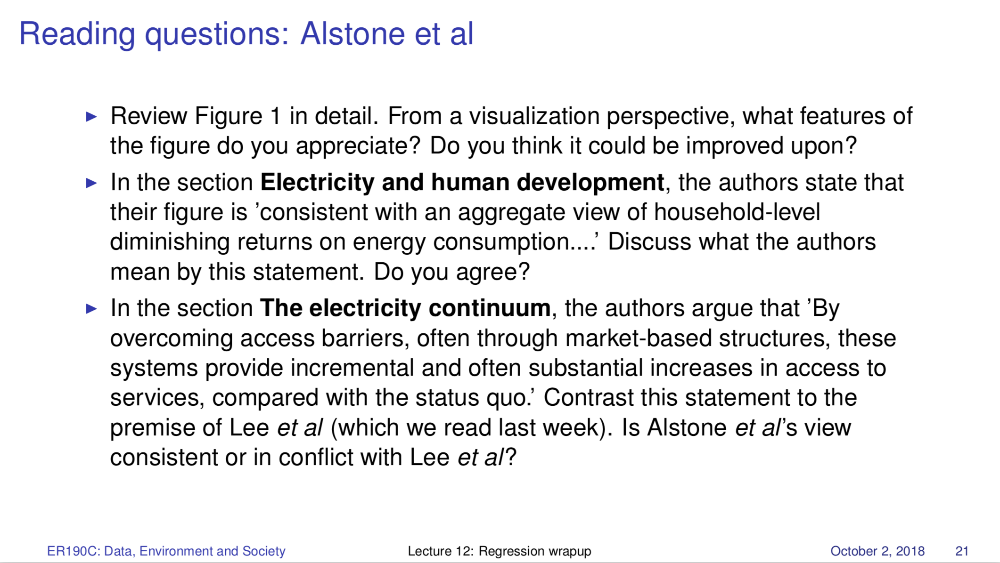 Reading questions: Alstone et al
▶ Review Figure 1 in detail. From a visualization perspective, what features of
the figure do you appreciate? Do you think it could be improved upon?
▶ In the section Electricity and human development, the authors state that
their figure is ’consistent with an aggregate view of household-level
diminishing returns on energy consumption....’ Discuss what the authors
mean by this statement. Do you agree?
▶ In the section The electricity continuum, the authors argue that ’By
overcoming access barriers, often through market-based structures, these
systems provide incremental and often substantial increases in access to
services, compared with the status quo.’ Contrast this statement to the
premise of Lee et al (which we read last week). Is Alstone et al’s view
consistent or in conflict with Lee et al?
ER190C: Data, Environment and Society Lecture 12: Regression wrapup October 2, 2018 21